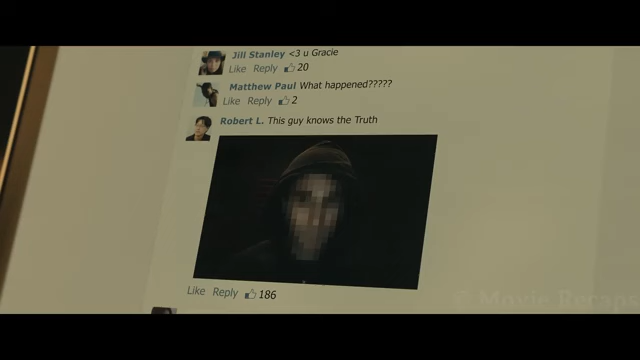 Jill Stanley <3 u Gracie
Like Reply 20
Matthew Paul What happened?????
Like Reply 2
Robert L. This guy knows the Truth
Like Reply 186
© Movie Recaps